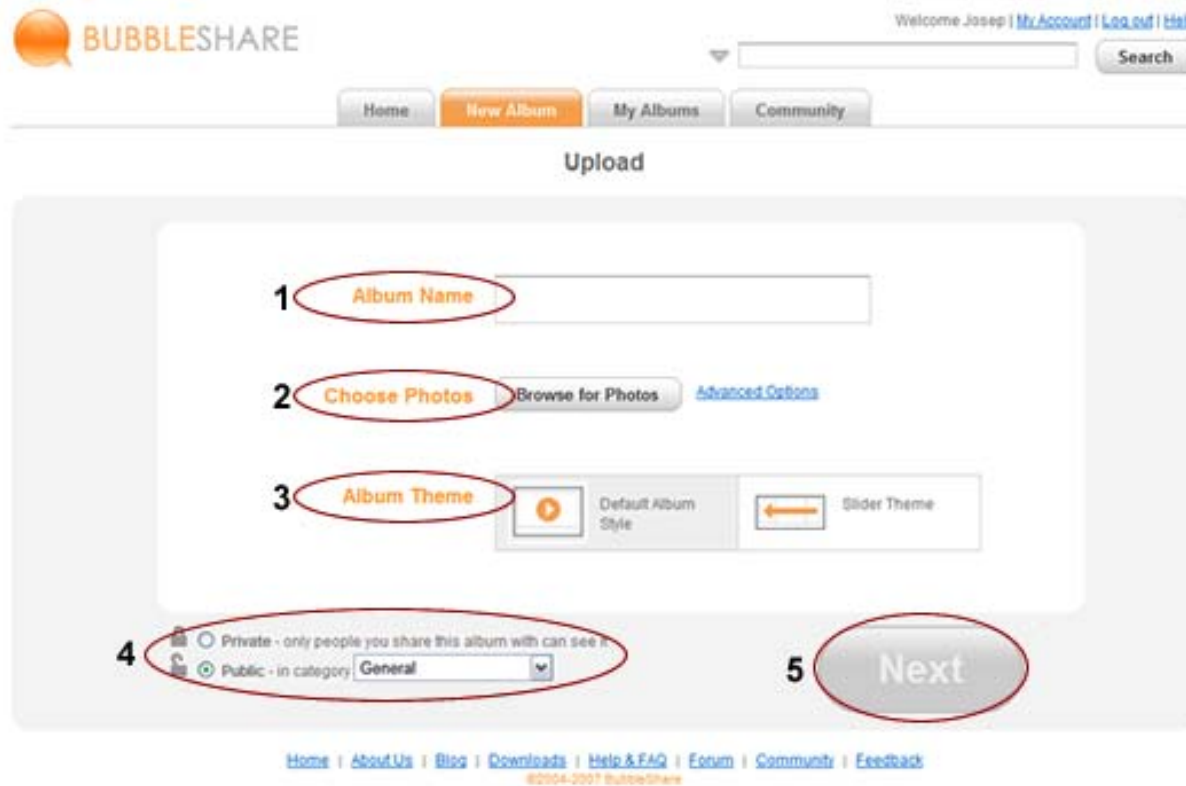 BUBBLESHARE
Welcome Josep | My Account | Log out | Hel
Search
Home New Album My Albums Community
Upload
1 Album Name
2 Choose Photos Browse for Photos Advanced Options
3 Album Theme Default Album Style Slider Theme
4 Private - only people you share this album with can see it
Public - in category General
5 Next
Home | About Us | Blog | Downloads | Help & FAQ | Forum | Community | Feedback
©2004-2007 BubbleShare